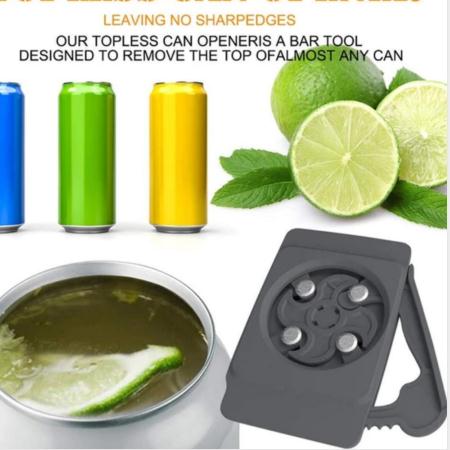 LEAVING NO SHARPEDGES
OUR TOPLESS CAN OPENERIS A BAR TOOL
DESIGNED TO REMOVE THE TOP OFALMOST ANY CAN